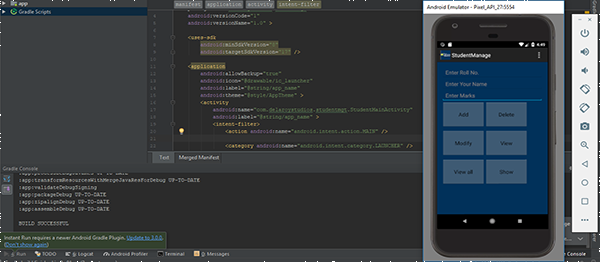 app
Gradle Scripts
manifest application activity intent-filter
android:versionCode="1"
android:versionName="1.0" >
<uses-sdk
android:minSdkVersion=
android:targetSdkVersion= />
<application
android:allowBackup="true"
android:icon="@drawable/ic_launcher"
android:label="@string/app_name"
android:theme="@style/AppTheme" >
<activity
android:name="com.delaroystudios.studentmgt.StudentMainActivity"
android:label="@string/app_name" >
<intent-filter>
<action android:name="android.intent.action.MAIN" />
<category android:name="android.intent.category.LAUNCHER" />
Text Merged Manifest
Gradle Console
:app:transformResourcesWithMergeJavaResForDebug UP-TO-DATE
:app:validateDebugSigning
:app:packageDebug UP-TO-DATE
:app:zipalignDebug UP-TO-DATE
:app:assembleDebug UP-TO-DATE
BUILD SUCCESSFUL
Instant Run requires a newer Android Gradle Plugin. Update to 3.0.0.
(Don't show again)
Run TODO 6: Logcat Android Profiler Terminal 0: Messages
Console
Android Emulator - Pixel_API_27:5554
4:49
StudentManage
Enter Roll No.
Enter Your Name
Enter Marks
Add Delete
Modify View
View all Show